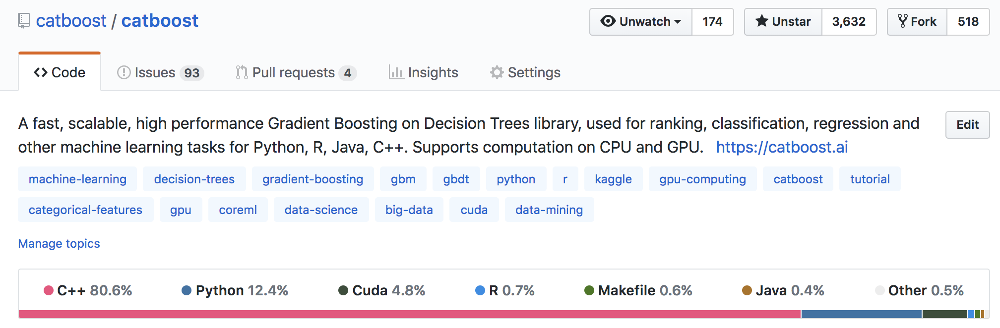 catboost / catboost Unwatch 174 Unstar 3,632 Fork 518
Code Issues 93 Pull requests 4 Insights Settings
A fast, scalable, high performance Gradient Boosting on Decision Trees library, used for ranking, classification, regression and Edit
other machine learning tasks for Python, R, Java, C++. Supports computation on CPU and GPU. https://catboost.ai
machine-learning decision-trees gradient-boosting gbm gbdt python r kaggle gpu-computing catboost tutorial
categorical-features gpu coreml data-science big-data cuda data-mining
Manage topics
C++ 80.6% Python 12.4% Cuda 4.8% R 0.7% Makefile 0.6% Java 0.4% Other 0.5%